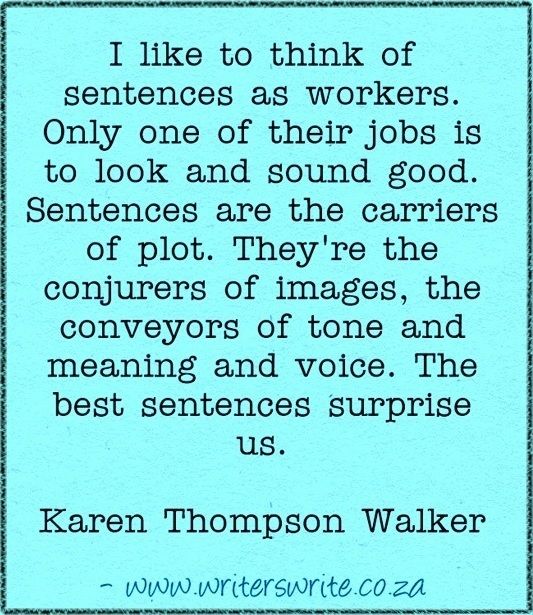 I like to think of
sentences as workers.
Only one of their jobs is
to look and sound good.
Sentences are the carriers
of plot. They're the
conjurers of images, the
conveyors of tone and
meaning and voice. The
best sentences surprise
us.
Karen Thompson Walker
- www.writerswrite.co.za